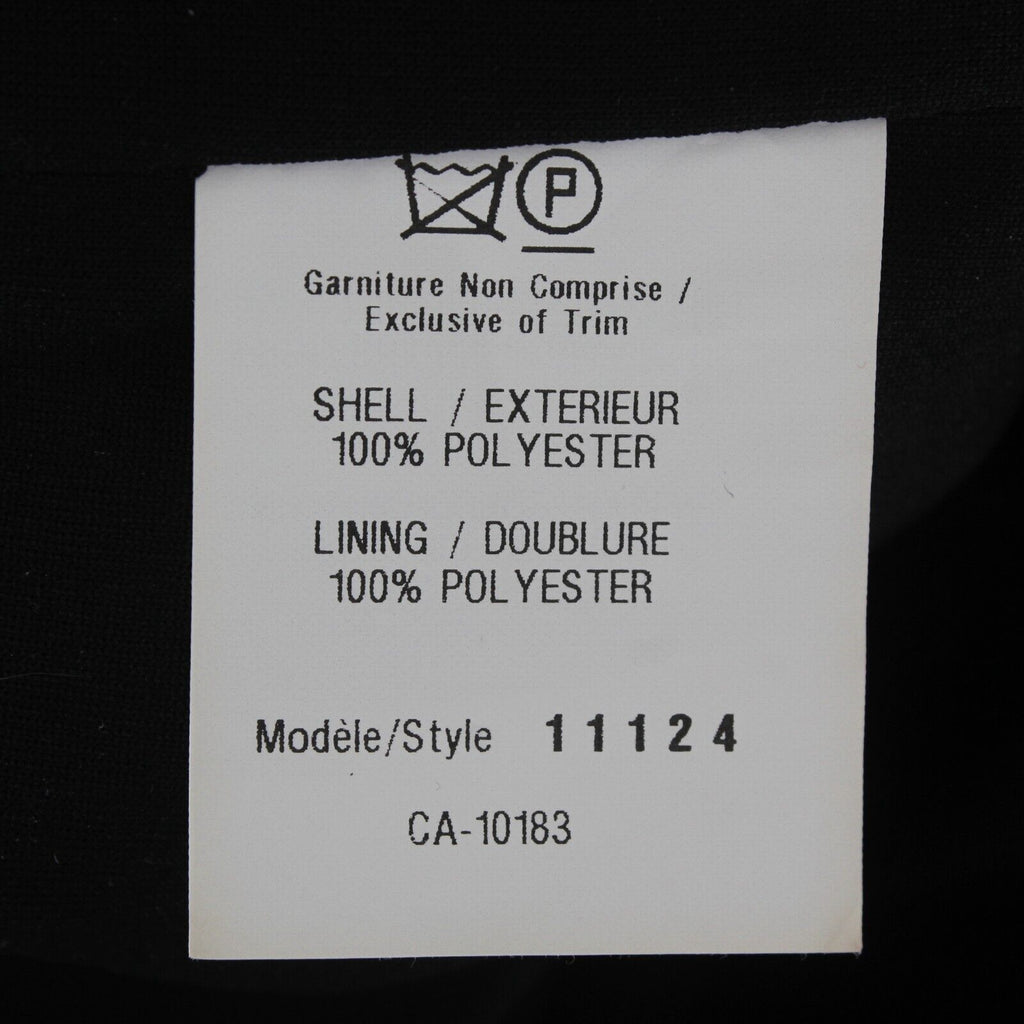 P
Garniture Non Comprise /
Exclusive of Trim
SHELL / EXTERIEUR
100% POLYESTER
LINING / DOUBLURE
100% POLYESTER
Modèle/Style 11124
CA-10183